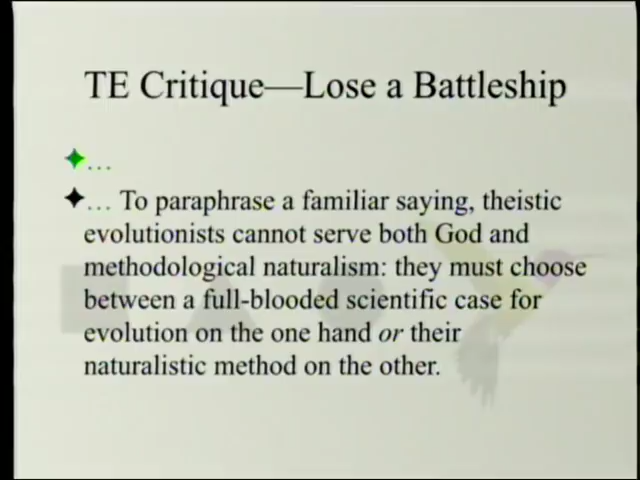 TE Critique—Lose a Battleship
…
… To paraphrase a familiar saying, theistic
evolutionists cannot serve both God and
methodological naturalism: they must choose
between a full-blooded scientific case for
evolution on the one hand or their
naturalistic method on the other.